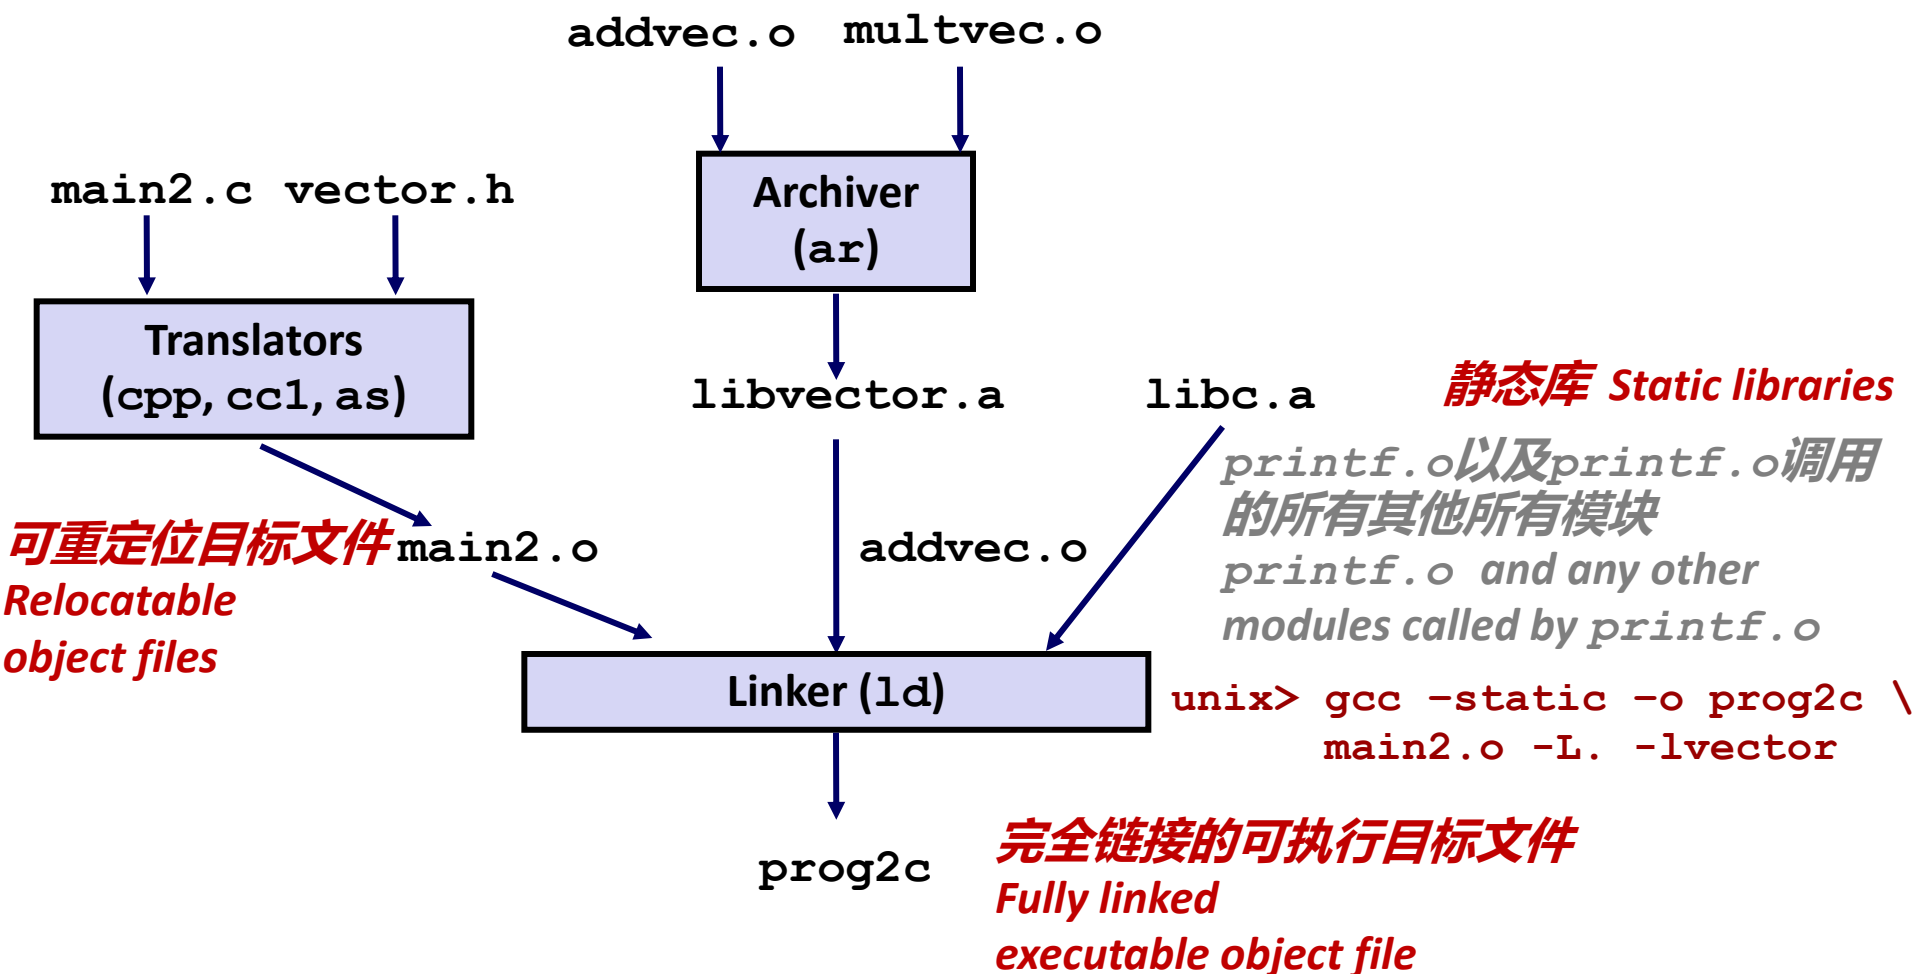 addvec.o multvec.o
main2.c vector.h
Archiver
(ar)
Translators
(cpp, cc1, as)
libvector.a
libc.a
静态库 Static libraries
printf.o以及printf.o调用
的所有其他所有模块
printf.o and any other
modules called by printf.o
可重定位目标文件
Relocatable
object files
main2.o
addvec.o
Linker (ld)
unix> gcc –static –o prog2c \
main2.o -L. -lvector
prog2c
完全链接的可执行目标文件
Fully linked
executable object file